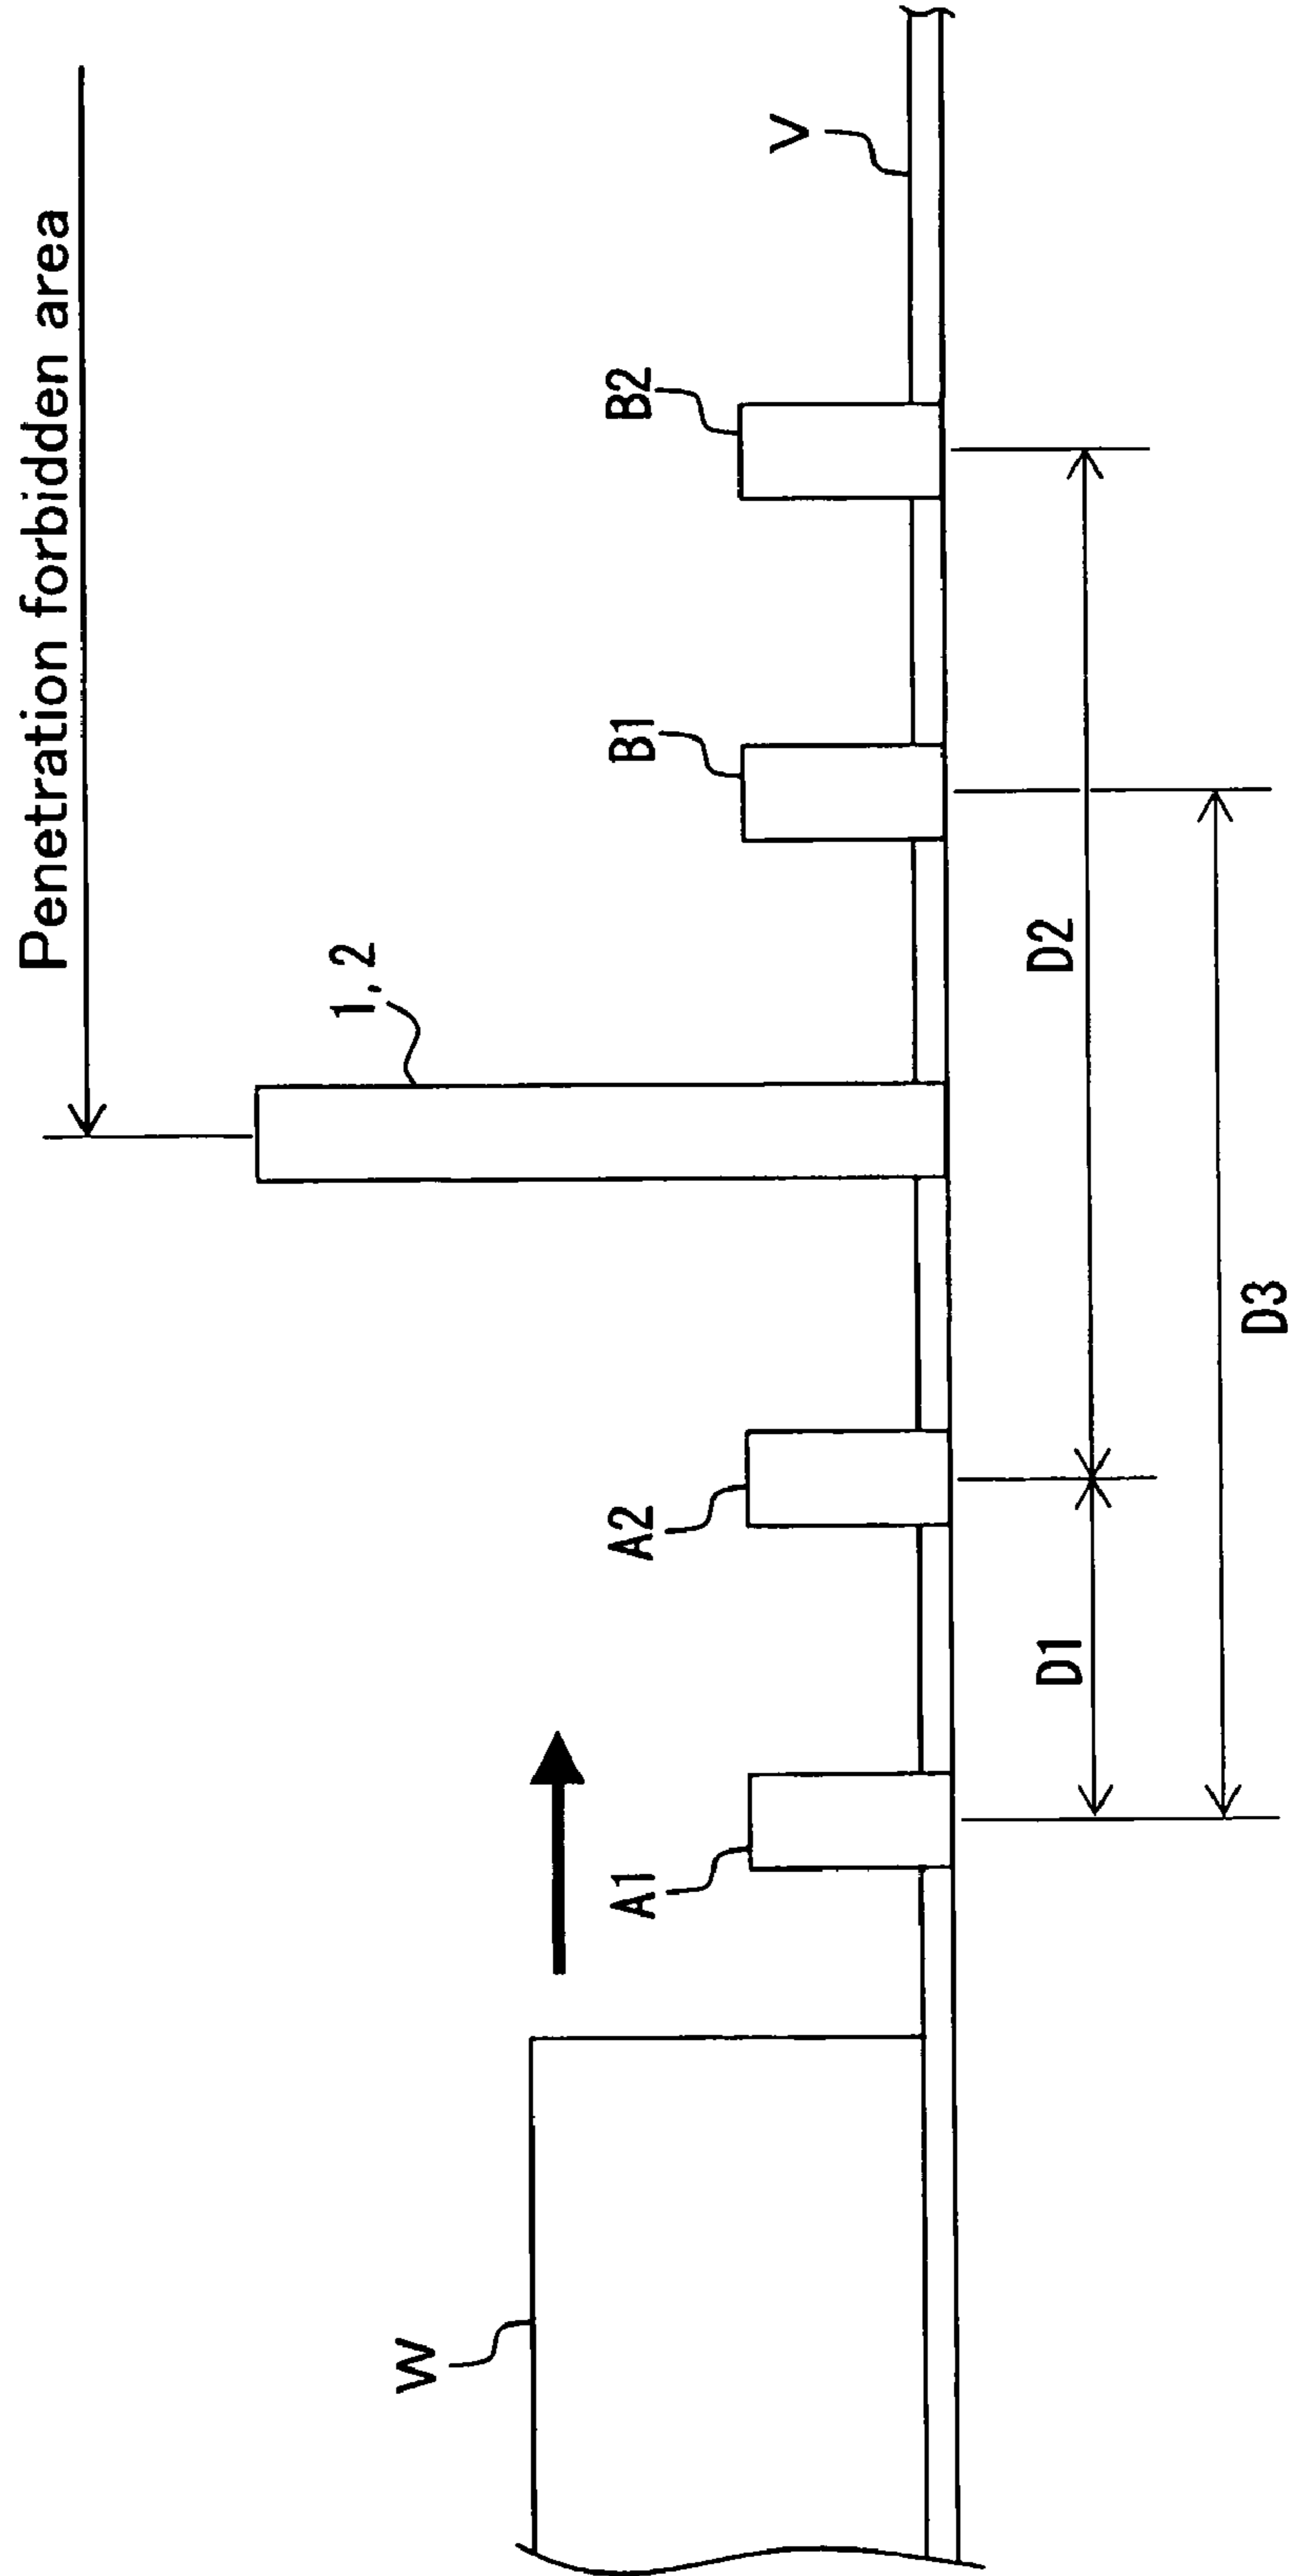 Penetration forbidden area
1, 2
W
A1
A2
B1
B2
V
D1
D2
D3